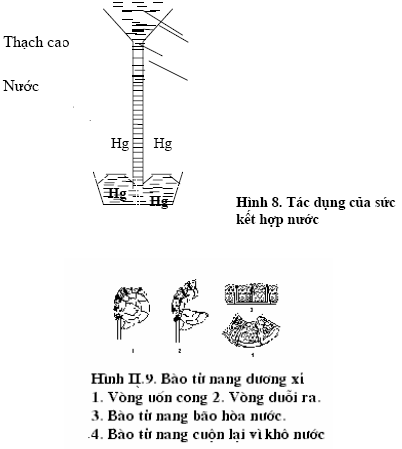 Thạch cao
Nước
Hg Hg
Hg Hg
Hình 8. Tác dụng của sức
kết hợp nước
1 2 3
4
Hình II.9. Bào tử nang dương xỉ
1. Vòng uốn cong 2. Vòng duỗi ra.
3. Bào tử nang bão hòa nước.
4. Bào tử nang cuộn lại vì khô nước